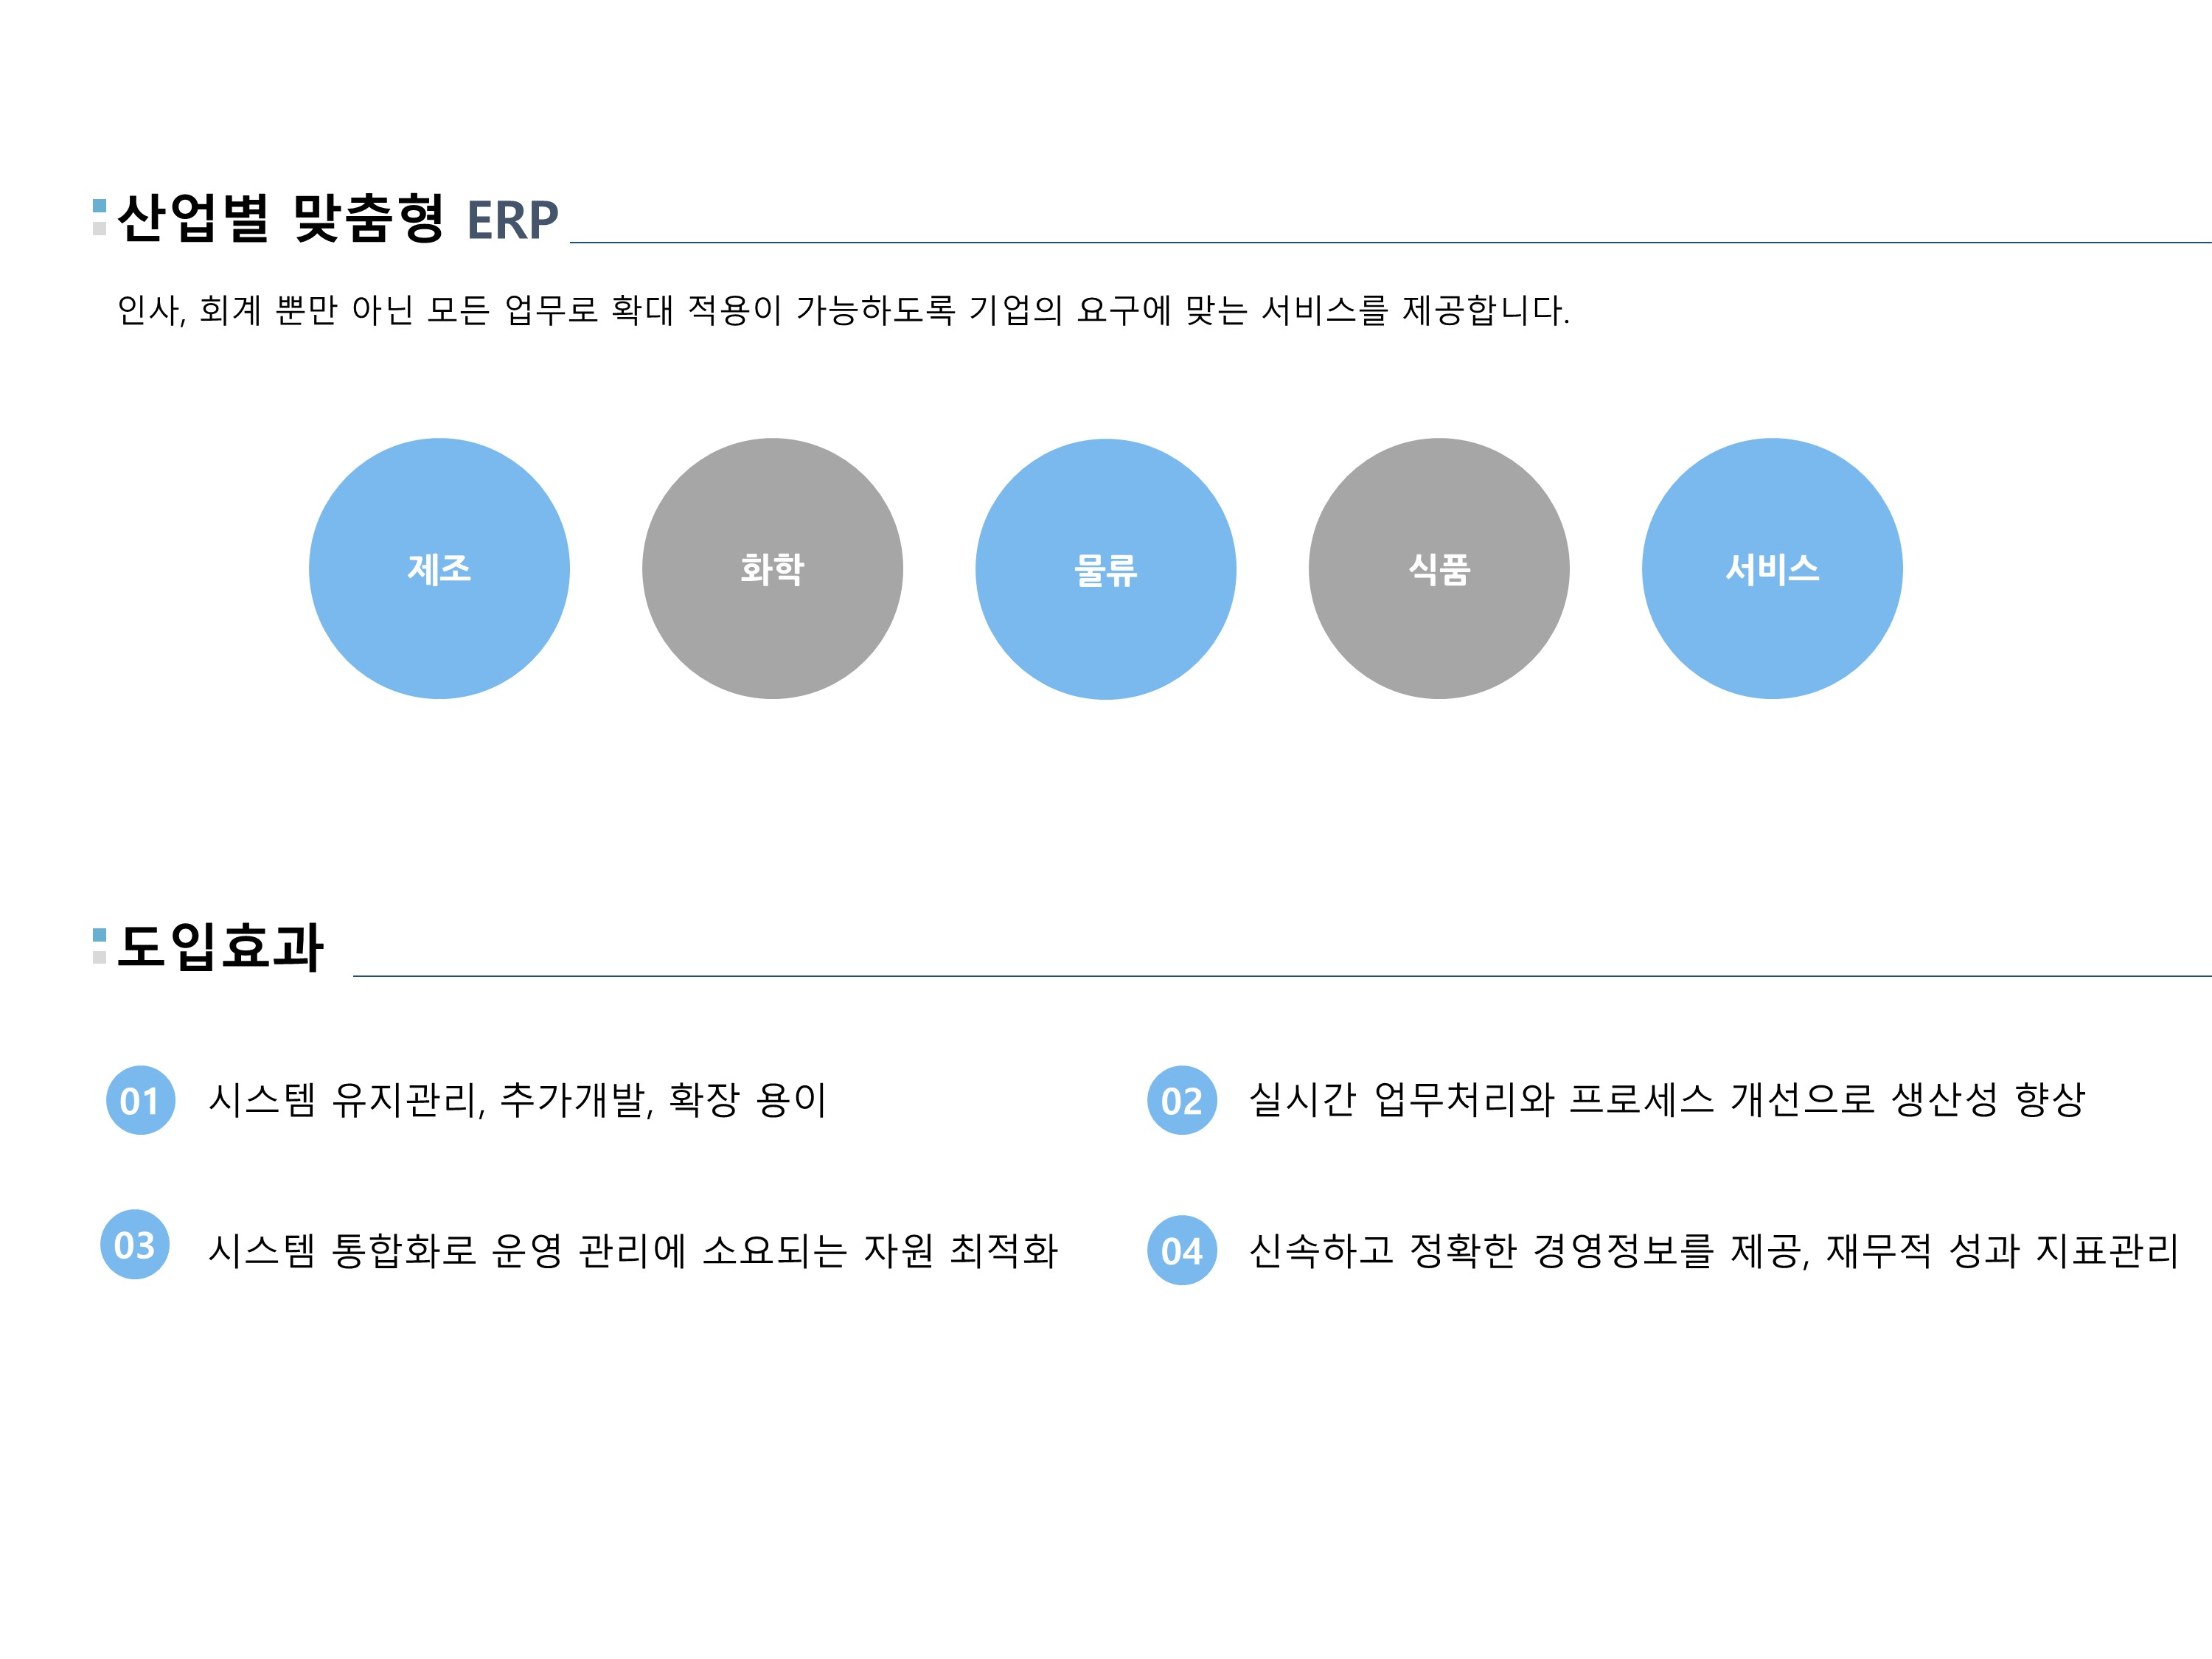 산업별 맞춤형 ERP
인사, 회계 뿐만 아닌 모든 업무로 확대 적용이 가능하도록 기업의 요구에 맞는 서비스를 제공합니다.
제조
화학
물류
식품
서비스
도입효과
01 시스템 유지관리, 추가개발, 확장 용이
02 실시간 업무처리와 프로세스 개선으로 생산성 향상
03 시스템 통합화로 운영 관리에 소요되는 자원 최적화
04 신속하고 정확한 경영정보를 제공, 재무적 성과 지표관리